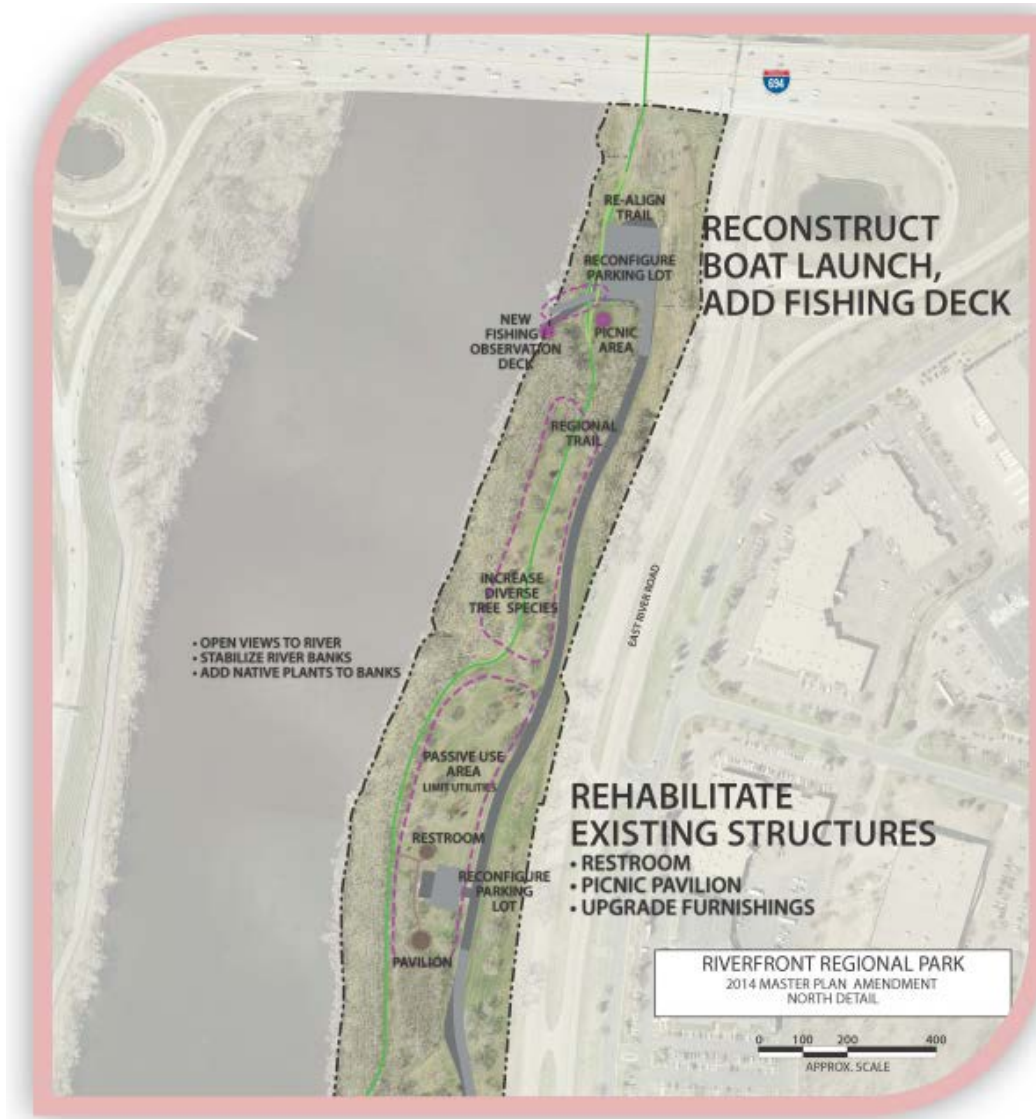 694
RE-ALIGN
TRAIL
RECONSTRUCT
BOAT LAUNCH,
ADD FISHING DECK
RECONFIGURE
PARKING LOT
NEW
FISHING /
OBSERVATION
DECK
PICNIC
AREA
REGIONAL
TRAIL
INCREASE
DIVERSE
TREE SPECIES
EAST RIVER ROAD
• OPEN VIEWS TO RIVER
• STABILIZE RIVER BANKS
• ADD NATIVE PLANTS TO BANKS
PASSIVE USE
AREA
LIMIT UTILITIES
REHABILITATE
EXISTING STRUCTURES
• RESTROOM
• PICNIC PAVILION
• UPGRADE FURNISHINGS
RESTROOM
RECONFIGURE
PARKING
LOT
PAVILION
RIVERFRONT REGIONAL PARK
2014 MASTER PLAN AMENDMENT
NORTH DETAIL
0 100 200 400
APPROX. SCALE